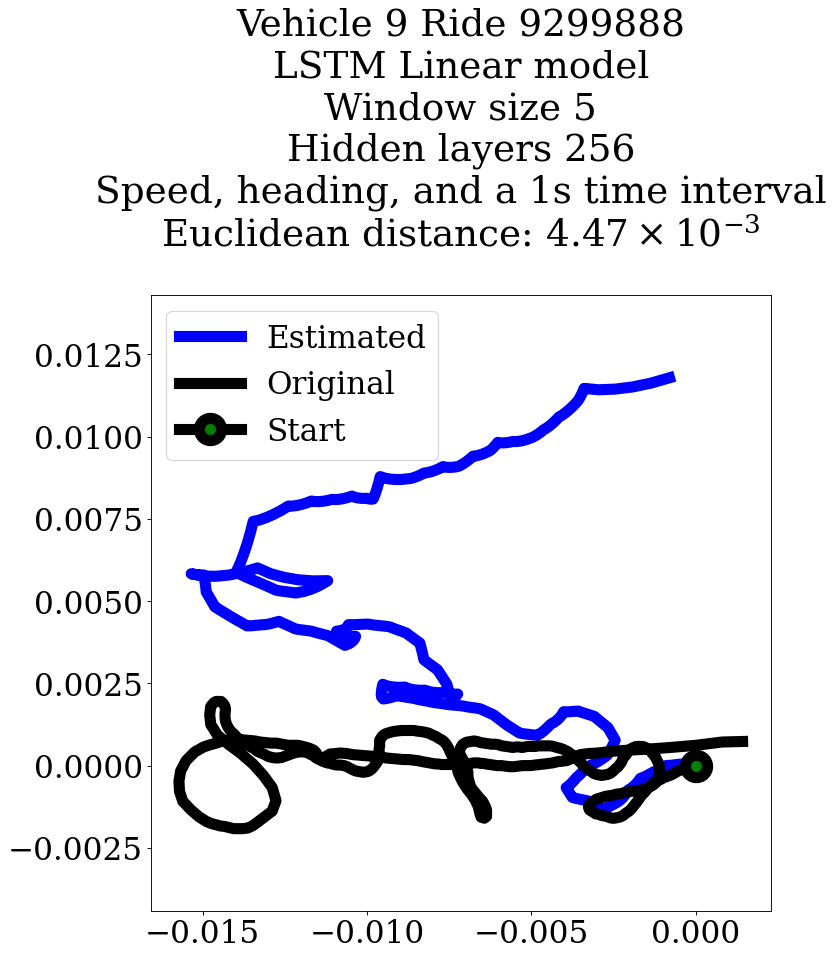 Vehicle 9 Ride 9299888
LSTM Linear model
Window size 5
Hidden layers 256
Speed, heading, and a 1s time interval
Euclidean distance: 4.47 × 10⁻³
Estimated
Original
Start
0.0125
0.0100
0.0075
0.0050
0.0025
0.0000
−0.0025
−0.015 −0.010 −0.005 0.000